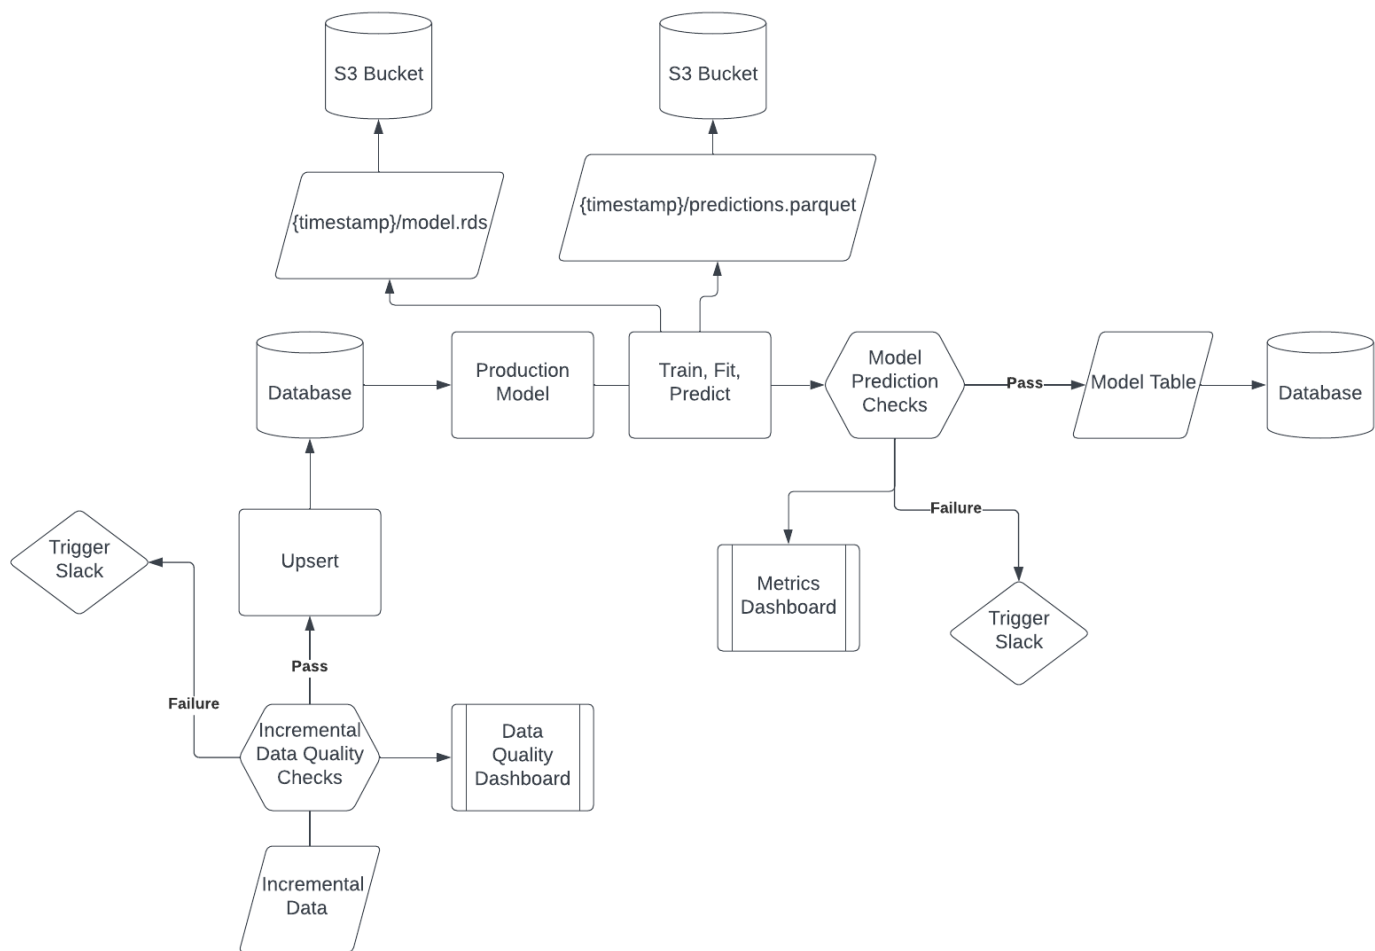 S3 Bucket
S3 Bucket
{timestamp}/model.rds
{timestamp}/predictions.parquet
Database
Production
Model
Train, Fit,
Predict
Model
Prediction
Checks
Pass
Model Table
Database
Trigger
Slack
Upsert
Failure
Metrics
Dashboard
Trigger
Slack
Pass
Failure
Incremental
Data Quality
Checks
Data
Quality
Dashboard
Incremental
Data